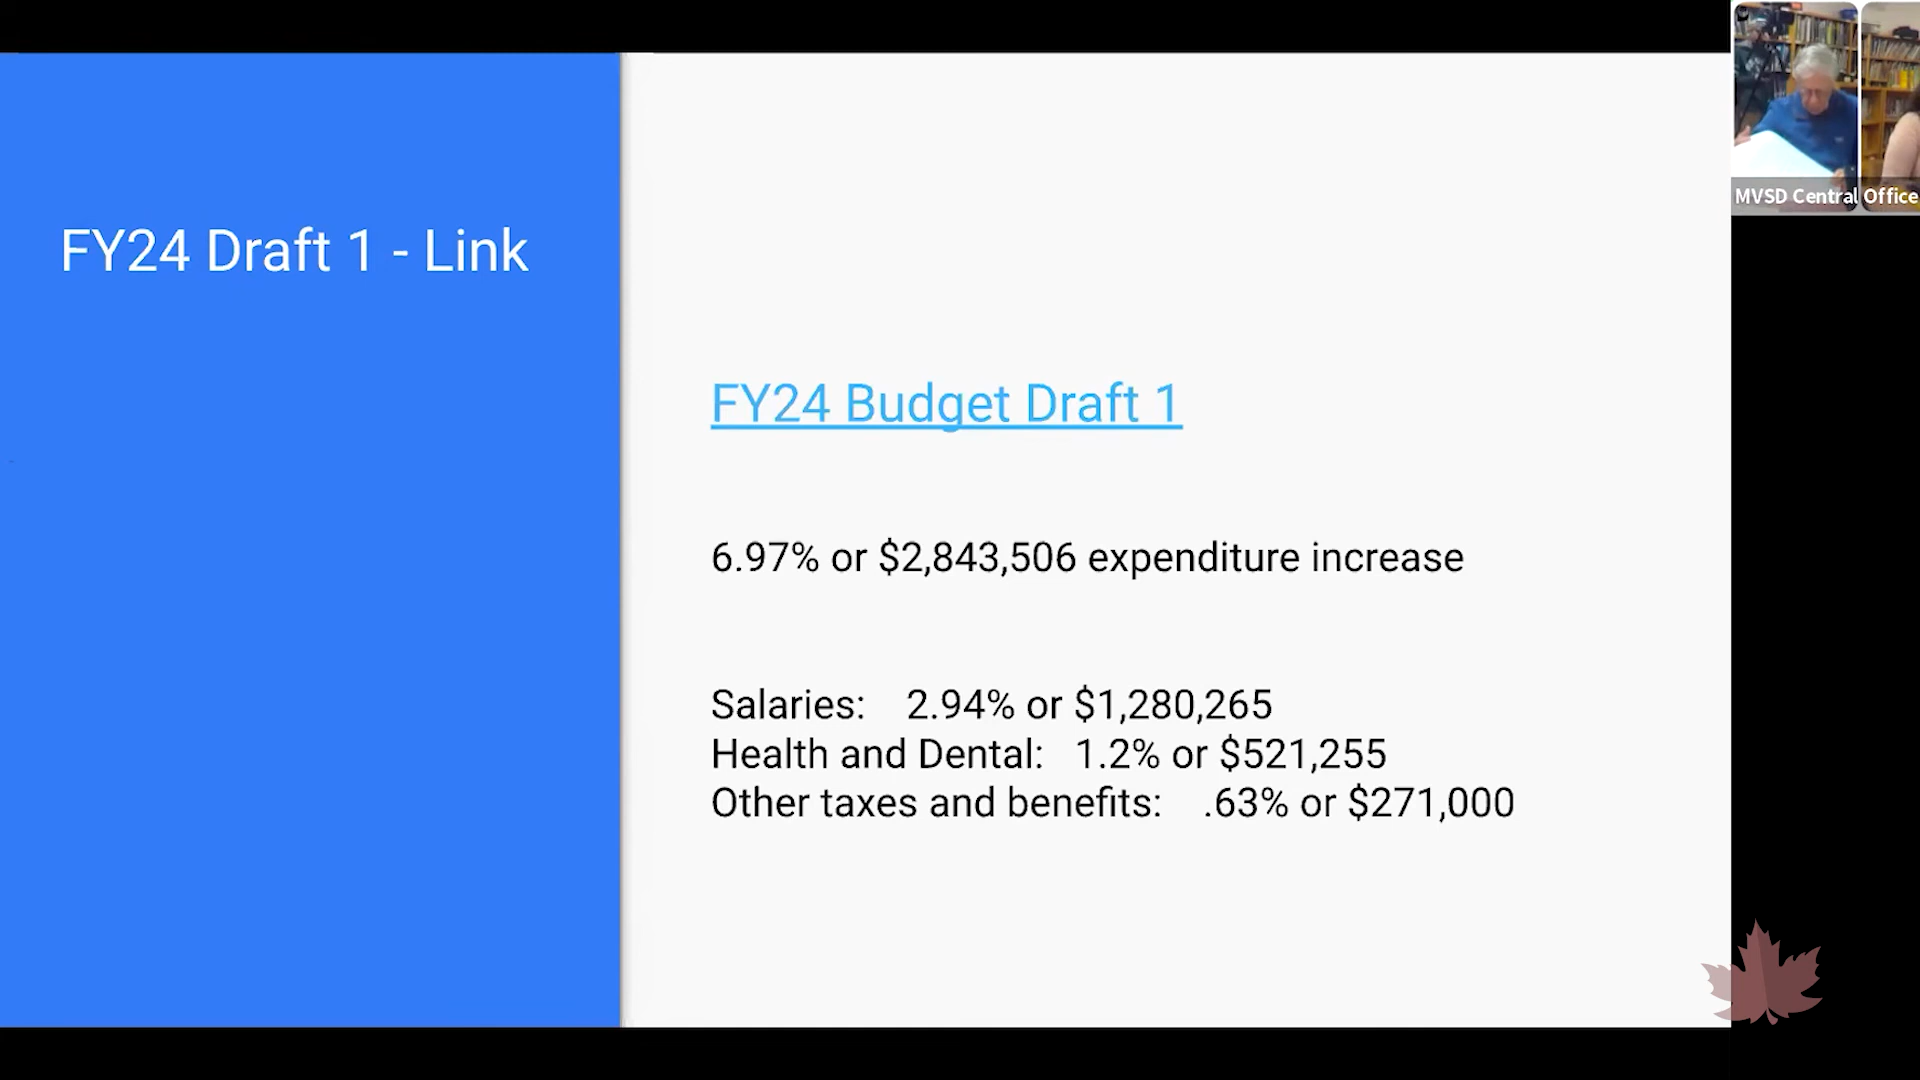 FY24 Draft 1 - Link
FY24 Budget Draft 1
6.97% or $2,843,506 expenditure increase
Salaries: 2.94% or $1,280,265
Health and Dental: 1.2% or $521,255
Other taxes and benefits: .63% or $271,000
MVSD Central Office